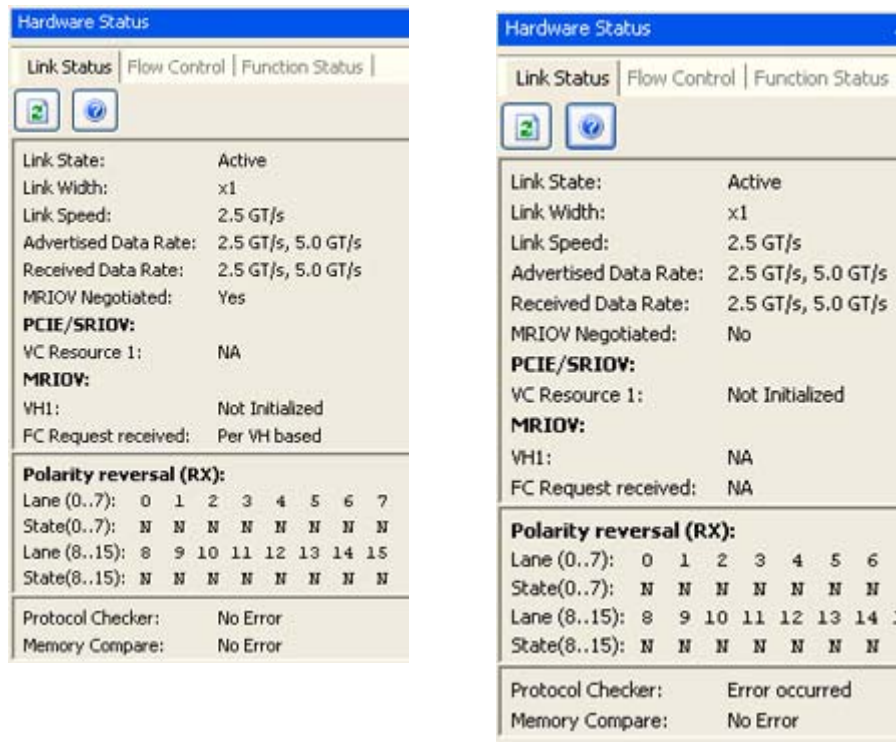 Hardware Status
Link Status | Flow Control | Function Status |
Link State: Active
Link Width: x1
Link Speed: 2.5 GT/s
Advertised Data Rate: 2.5 GT/s, 5.0 GT/s
Received Data Rate: 2.5 GT/s, 5.0 GT/s
MRIOV Negotiated: Yes
PCIE/SRIOV:
VC Resource 1: NA
MRIOV:
VH1: Not Initialized
FC Request received: Per VH based
Polarity reversal (RX):
Lane (0..7): 0 1 2 3 4 5 6 7
State(0..7): N N N N N N N N
Lane (8..15): 8 9 10 11 12 13 14 15
State(8..15): N N N N N N N N
Protocol Checker: No Error
Memory Compare: No Error
Hardware Status
Link Status | Flow Control | Function Status
Link State: Active
Link Width: x1
Link Speed: 2.5 GT/s
Advertised Data Rate: 2.5 GT/s, 5.0 GT/s
Received Data Rate: 2.5 GT/s, 5.0 GT/s
MRIOV Negotiated: No
PCIE/SRIOV:
VC Resource 1: Not Initialized
MRIOV:
VH1: NA
FC Request received: NA
Polarity reversal (RX):
Lane (0..7): 0 1 2 3 4 5 6
State(0..7): N N N N N N N
Lane (8..15): 8 9 10 11 12 13 14
State(8..15): N N N N N N N
Protocol Checker: Error occurred
Memory Compare: No Error